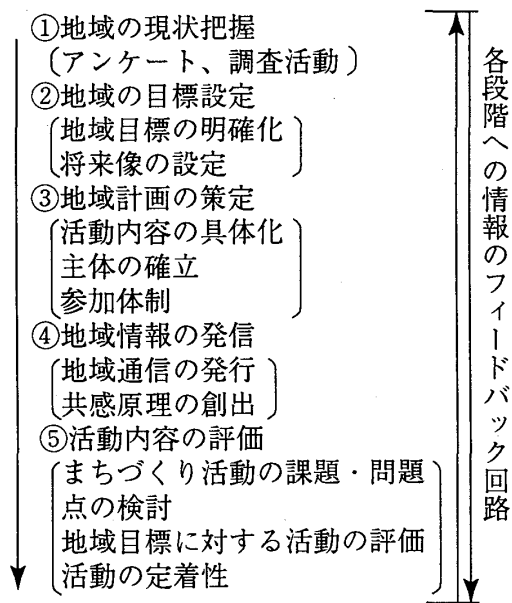 ①地域の現状把握
（アンケート、調査活動）
②地域の目標設定
地域目標の明確化
将来像の設定
③地域計画の策定
活動内容の具体化
主体の確立
参加体制
④地域情報の発信
地域通信の発行
共感原理の創出
⑤活動内容の評価
まちづくり活動の課題・問題
点の検討
地域目標に対する活動の評価
活動の定着性
各段階への情報のフィードバック回路